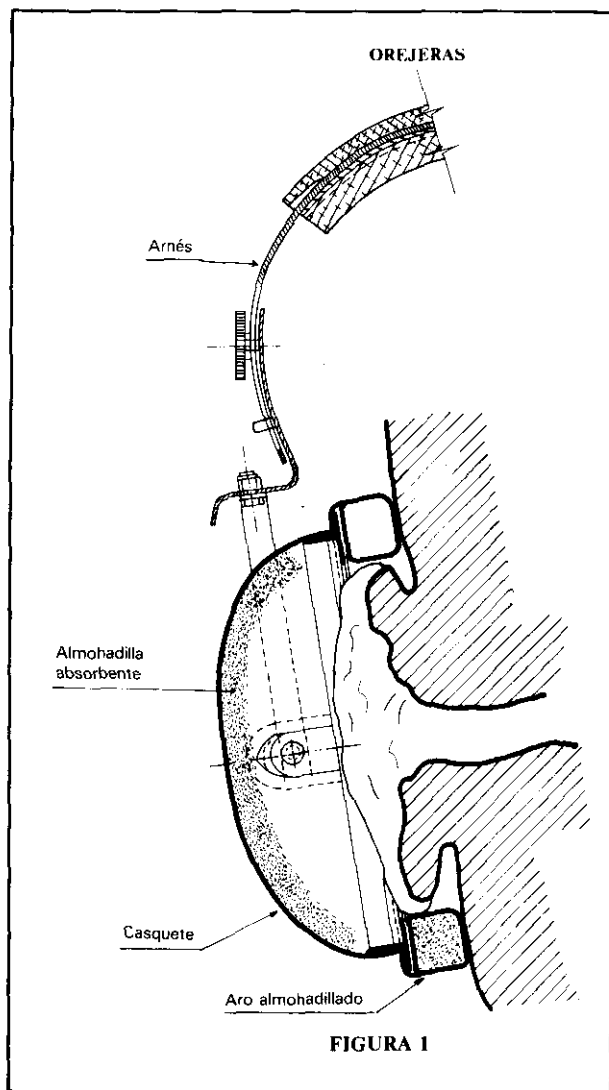 OREJERAS
Arnés
Almohadilla
absorbente
Casquete
Aro almohadillado
FIGURA 1